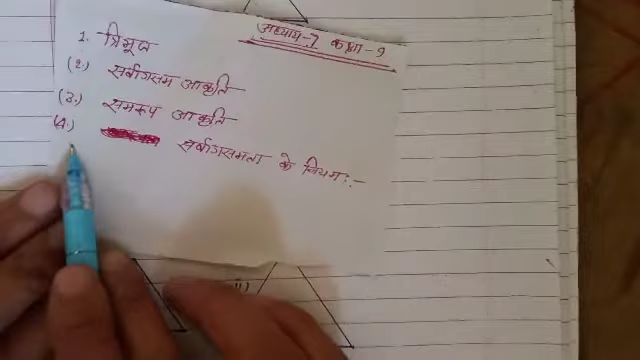 अध्याय-7 कक्षा-9
1. त्रिभुज
(2.) सर्वांगसम आकृति
(3.) समरूप आकृति
(4.) सर्वांगसमता के नियम:-